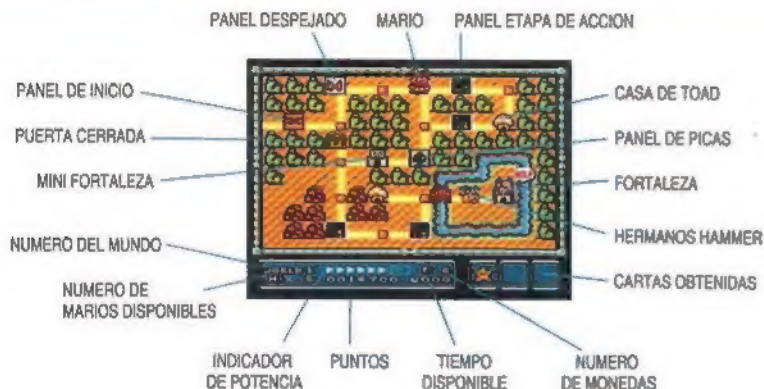 PANEL DESPEJADO
MARIO
PANEL ETAPA DE ACCION
PANEL DE INICIO
CASA DE TOAD
PUERTA CERRADA
PANEL DE PICAS
MINI FORTALEZA
FORTALEZA
HERMANOS HAMMER
NUMERO DEL MUNDO
CARTAS OBTENIDAS
NUMERO DE
MARIOS DISPONIBLES
WORLD 1
INDICADOR
DE POTENCIA
PUNTOS
TIEMPO
DISPONIBLE
NUMERO
DE MONEDAS